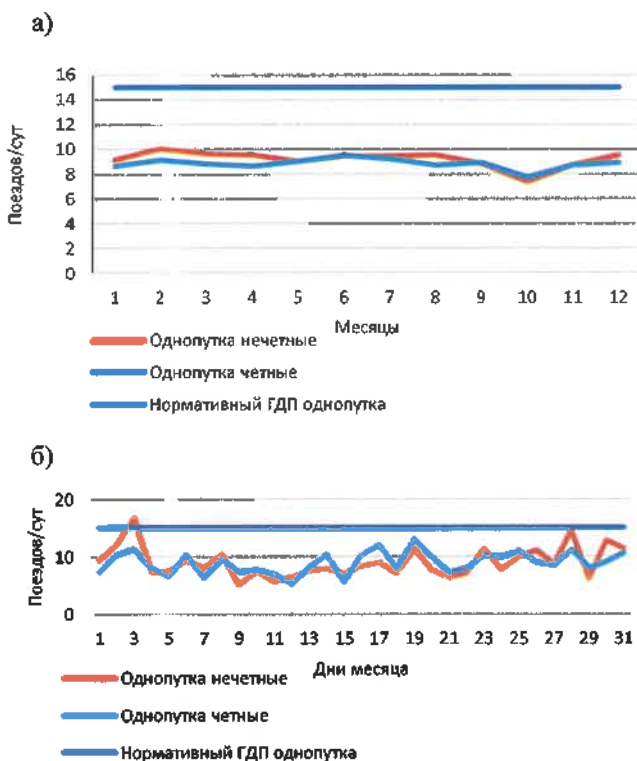 а)
16
14
12
10
8
6
4
2
0
Поездов/сут
1 2 3 4 5 6 7 8 9 10 11 12
Месяцы
Однопутка нечетные
Однопутка четные
Нормативный ГДП однопутка
б)
20
10
0
Поездов/сут
1 3 5 7 9 11 13 15 17 19 21 23 25 27 29 31
Дни месяца
Однопутка нечетные
Однопутка четные
Нормативный ГДП однопутка